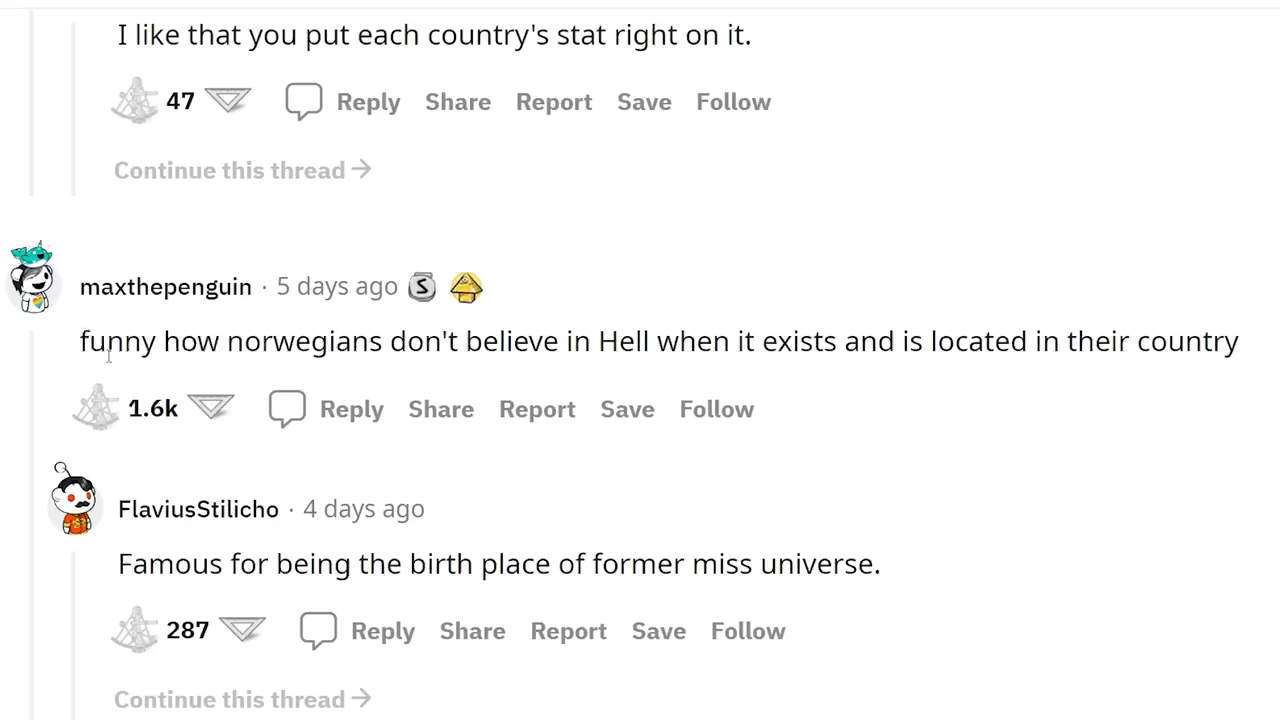 I like that you put each country's stat right on it.
47 Reply Share Report Save Follow
Continue this thread →
maxthepenguin · 5 days ago S
funny how norwegians don't believe in Hell when it exists and is located in their country
1.6k Reply Share Report Save Follow
FlaviusStilicho · 4 days ago
Famous for being the birth place of former miss universe.
287 Reply Share Report Save Follow
Continue this thread →